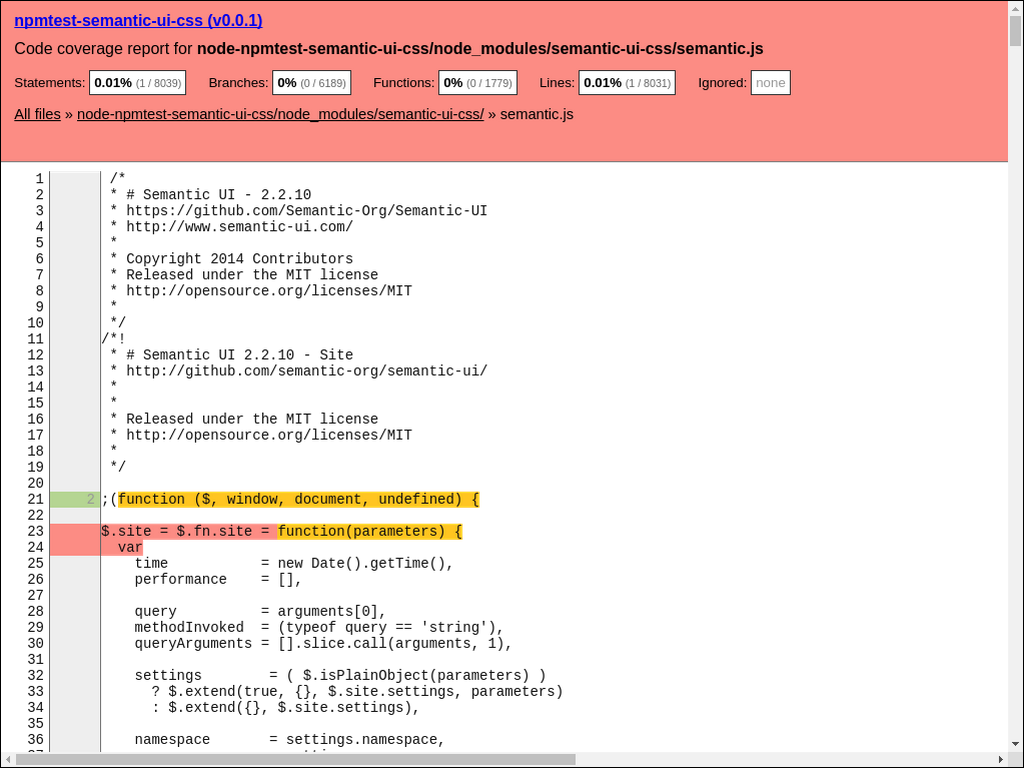 npmtest-semantic-ui-css (v0.0.1)
Code coverage report for node-npmtest-semantic-ui-css/node_modules/semantic-ui-css/semantic.js
Statements: 0.01% (1 / 8039) Branches: 0% (0 / 6189) Functions: 0% (0 / 1779) Lines: 0.01% (1 / 8031) Ignored: none
All files » node-npmtest-semantic-ui-css/node_modules/semantic-ui-css/ » semantic.js
1 /*
2 * # Semantic UI - 2.2.10
3 * https://github.com/Semantic-Org/Semantic-UI
4 * http://www.semantic-ui.com/
5 *
6 * Copyright 2014 Contributors
7 * Released under the MIT license
8 * http://opensource.org/licenses/MIT
9 *
10 */
11 /*!
12 * # Semantic UI 2.2.10 - Site
13 * http://github.com/semantic-org/semantic-ui/
14 *
15 *
16 * Released under the MIT license
17 * http://opensource.org/licenses/MIT
18 *
19 */
20
21 2 ;(function ($, window, document, undefined) {
22
23 $.site = $.fn.site = function(parameters) {
24 var
25 time = new Date().getTime(),
26 performance = [],
27
28 query = arguments[0],
29 methodInvoked = (typeof query == 'string'),
30 queryArguments = [].slice.call(arguments, 1),
31
32 settings = ( $.isPlainObject(parameters) )
33 ? $.extend(true, {}, $.site.settings, parameters)
34 : $.extend({}, $.site.settings),
35
36 namespace = settings.namespace,